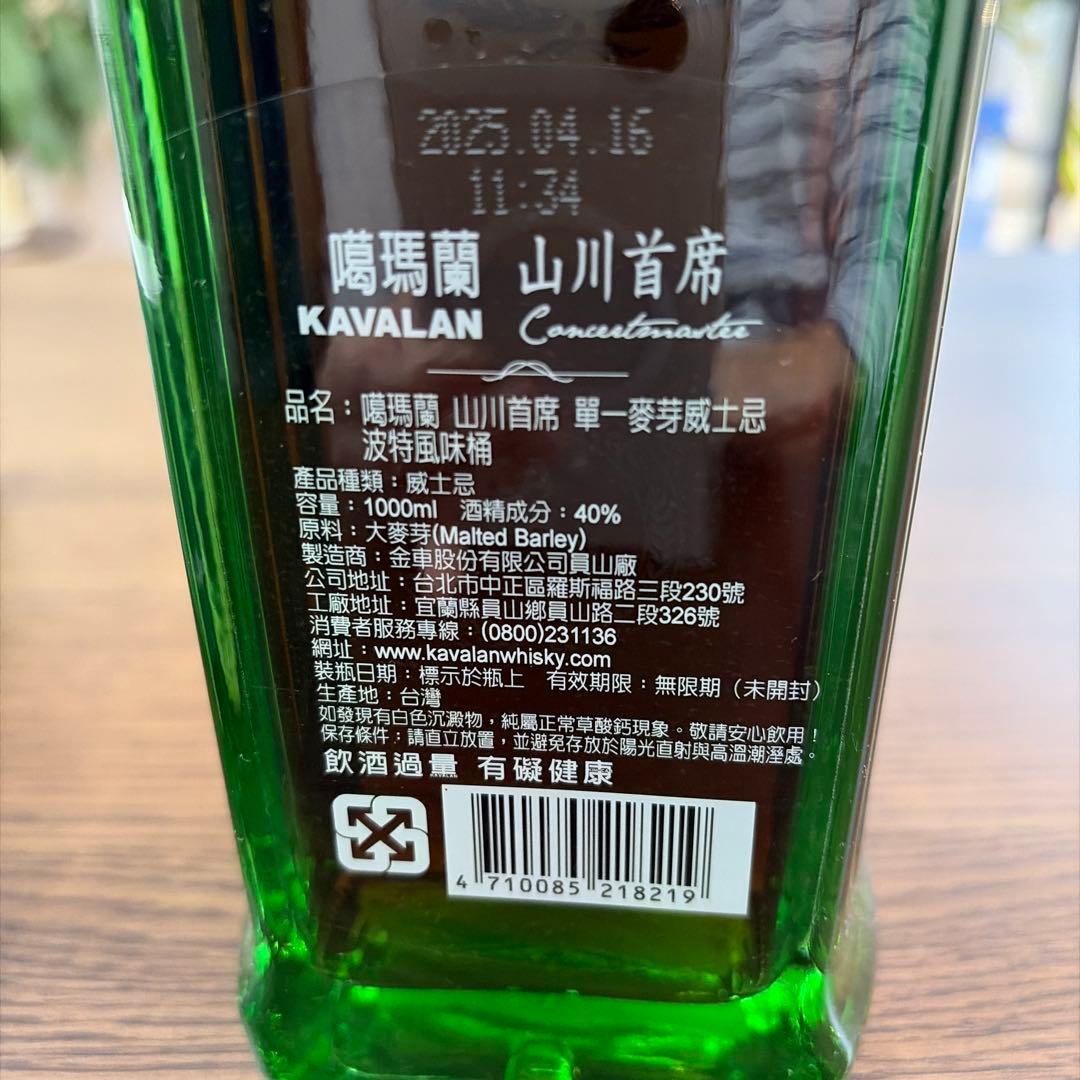 2025.04.16
11:34
噶瑪蘭 山川首席
KAVALAN Concertmaster
品名：噶瑪蘭 山川首席 單一麥芽威士忌
波特風味桶
產品種類：威士忌
容量：1000ml 酒精成分：40%
原料：大麥芽(Malted Barley)
製造商：金車股份有限公司員山廠
公司地址：台北市中正區羅斯福路三段230號
工廠地址：宜蘭縣員山鄉員山路二段326號
消費者服務專線：(0800)231136
網址：www.kavalanwhisky.com
裝瓶日期：標示於瓶上 有效期限：無限期（未開封）
生產地：台灣
如發現有白色沉澱物，純屬正常草酸鈣現象。敬請安心飲用！
保存條件：請直立放置，並避免存放於陽光直射與高溫潮溼處。
飲酒過量 有礙健康
KAVALAN
4 710085 218219